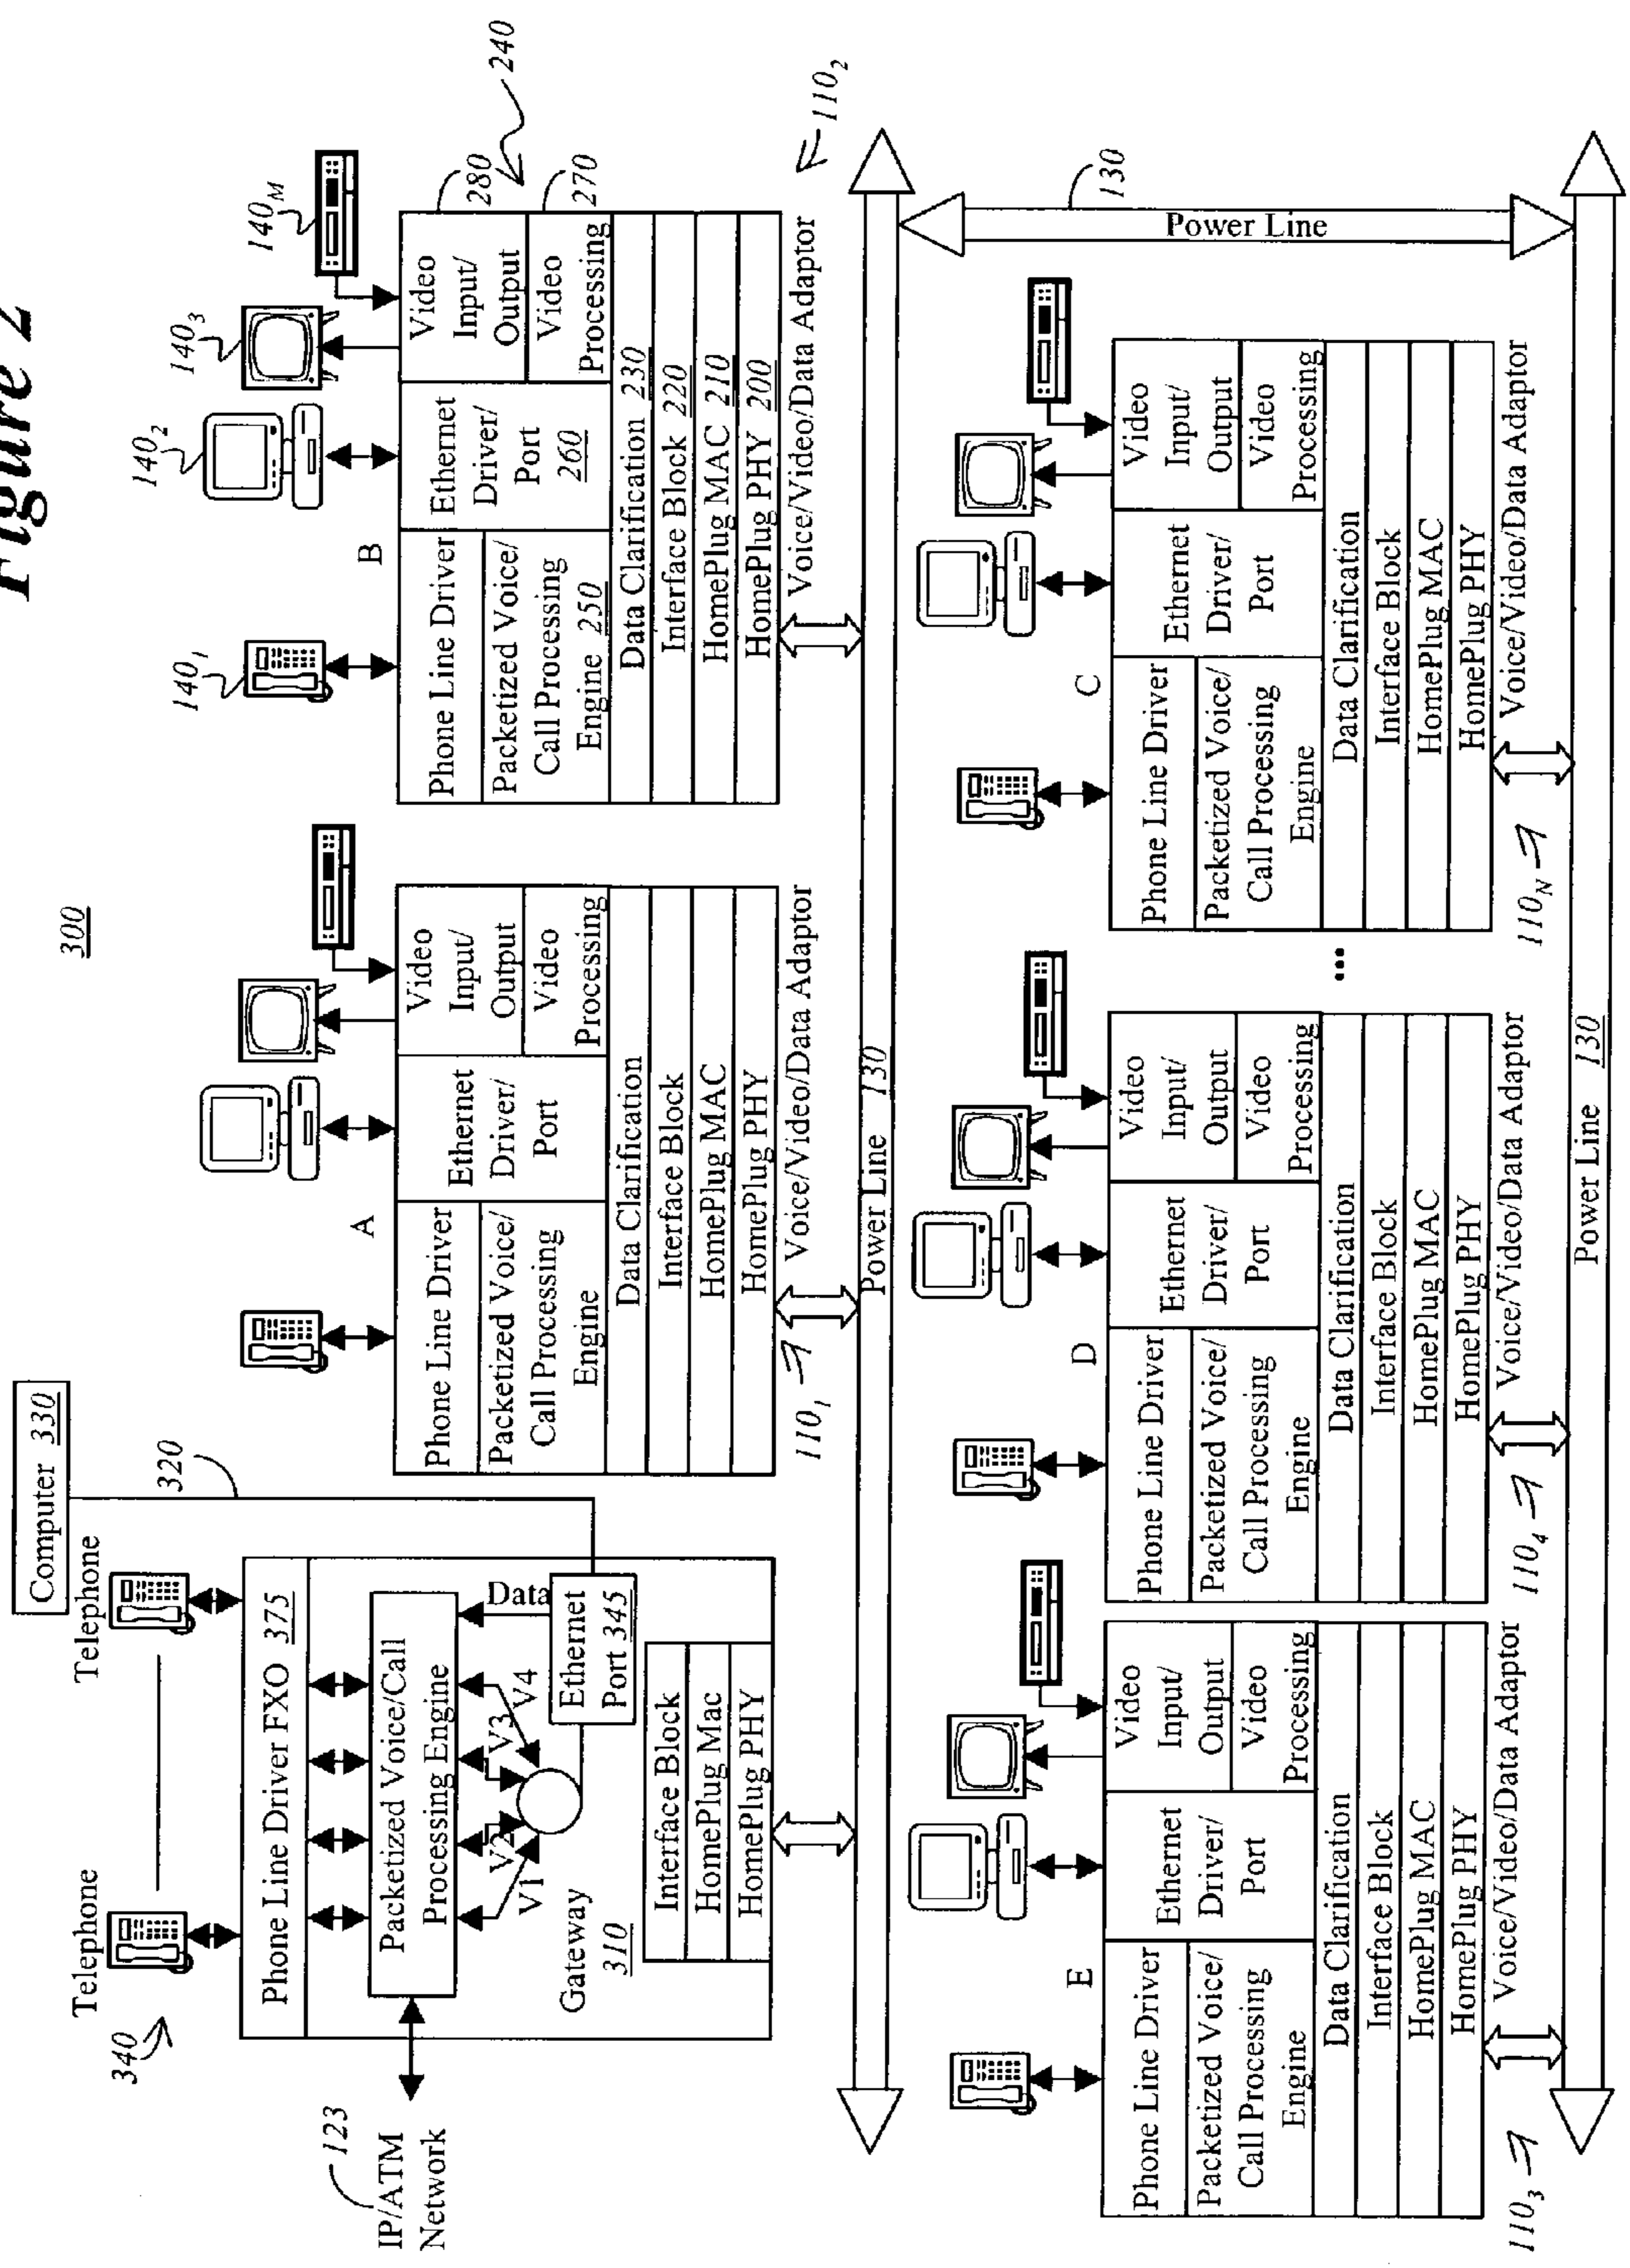 Figure 2
300
Computer 330
Telephone
Telephone
340
320
123
IP/ATM
Network
Phone Line Driver FXO 375
Packetized Voice/Call
Processing Engine
Data
V1
V2
V3
V4
Ethernet
Port 345
Gateway
310
Interface Block
HomePlug Mac
HomePlug PHY
A
Phone Line Driver
Packetized Voice/
Call Processing
Engine
Ethernet
Driver/
Port
Video
Input/
Output
Video
Processing
Data Clarification
Interface Block
HomePlug MAC
HomePlug PHY
Voice/Video/Data Adaptor
110₁
140₁
140₂
140₃
140M
B
Phone Line Driver
Packetized Voice/
Call Processing
Engine 250
Ethernet
Driver/
Port
260
Video
Input/
Output
Video
Processing
280
270
240
Data Clarification 230
Interface Block 220
HomePlug MAC 210
HomePlug PHY 200
Voice/Video/Data Adaptor
110₂
Power Line 130
Power Line
130
E
Phone Line Driver
Packetized Voice/
Call Processing
Engine
Ethernet
Driver/
Port
Video
Input/
Output
Video
Processing
Data Clarification
Interface Block
HomePlug MAC
HomePlug PHY
Voice/Video/Data Adaptor
110₃
D
Phone Line Driver
Packetized Voice/
Call Processing
Engine
Ethernet
Driver/
Port
Video
Input/
Output
Video
Processing
Data Clarification
Interface Block
HomePlug MAC
HomePlug PHY
Voice/Video/Data Adaptor
110₄
...
C
Phone Line Driver
Packetized Voice/
Call Processing
Engine
Ethernet
Driver/
Port
Video
Input/
Output
Video
Processing
Data Clarification
Interface Block
HomePlug MAC
HomePlug PHY
Voice/Video/Data Adaptor
110N
Power Line 130